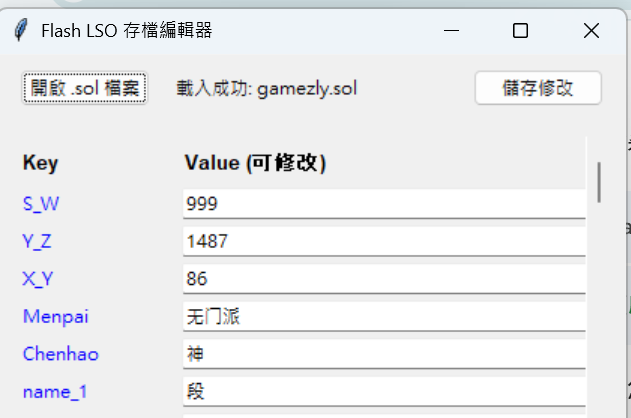 Flash LSO 存檔編輯器
開啟 .sol 檔案 載入成功: gamezly.sol 儲存修改
Key Value (可修改)
S_W 999
Y_Z 1487
X_Y 86
Menpai 无门派
Chenhao 神
name_1 段